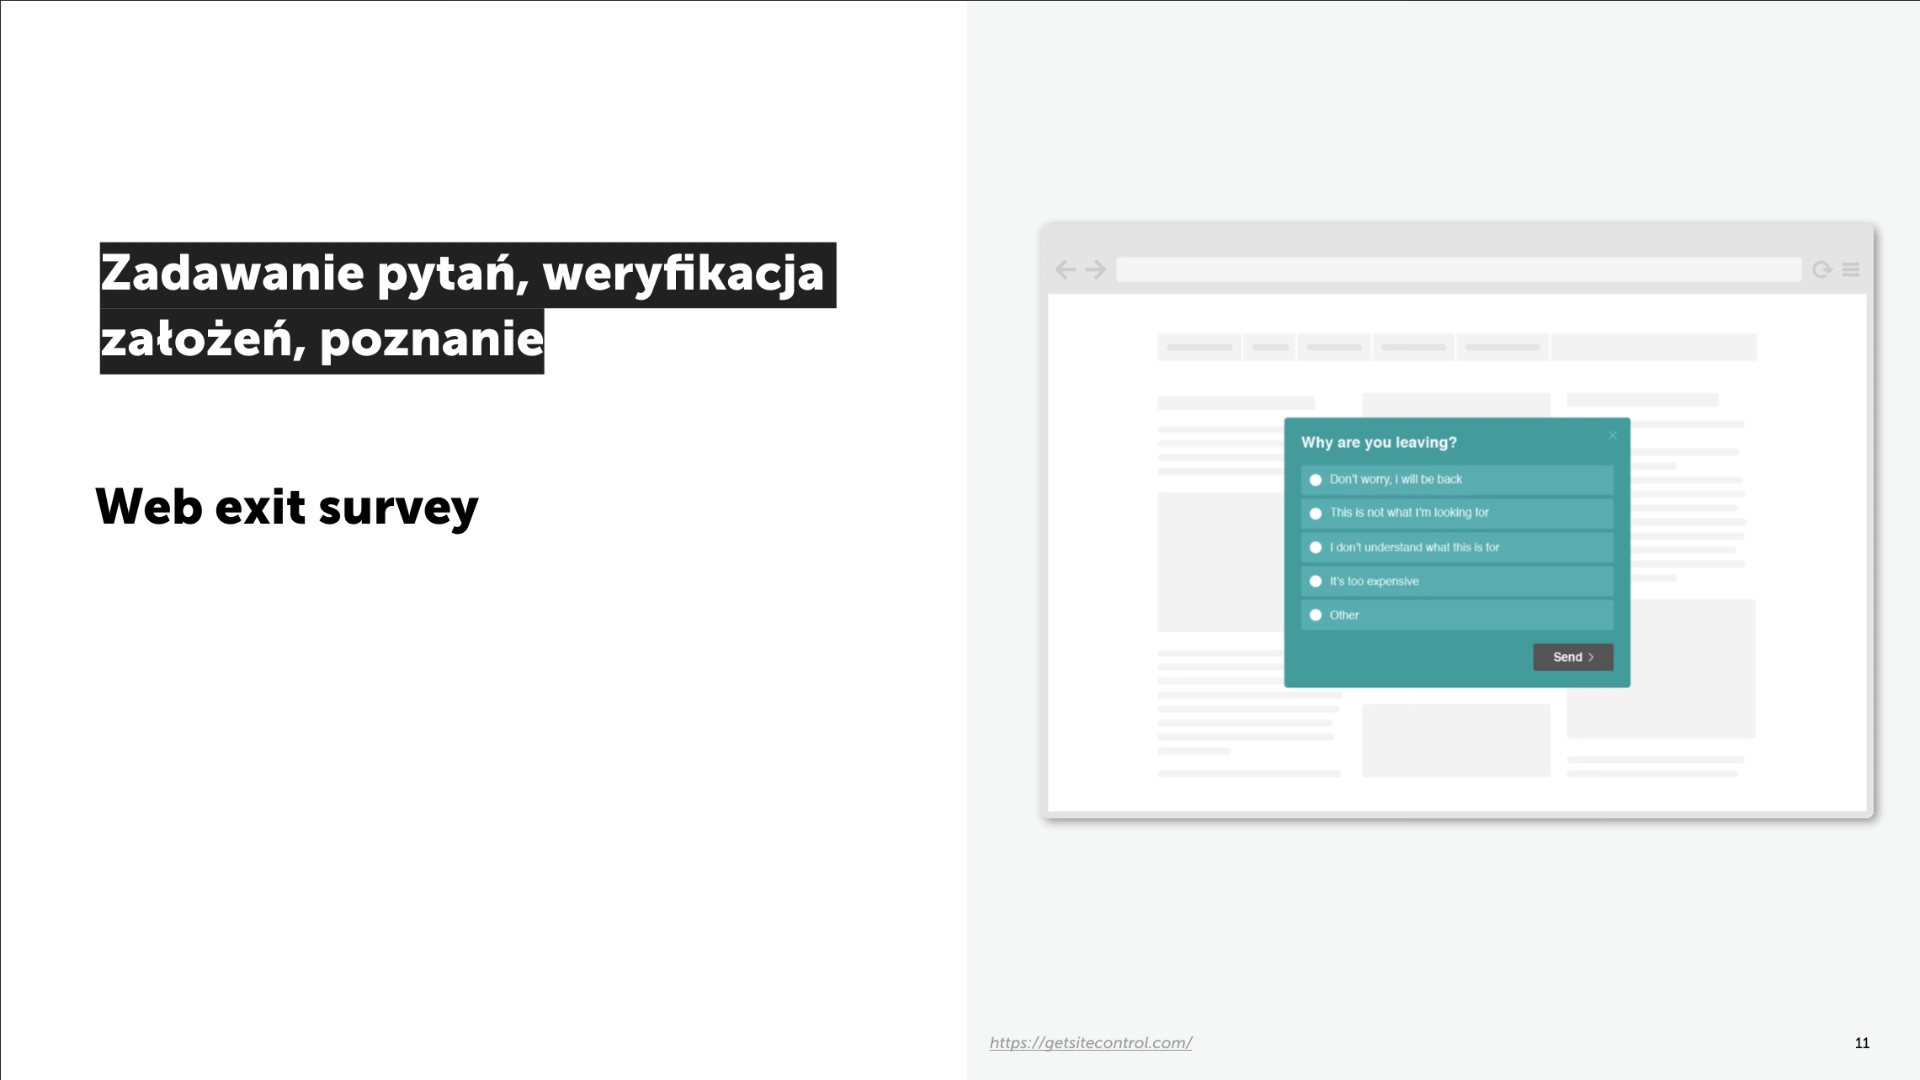 Zadawanie pytań, weryfikacja
założeń, poznanie
Web exit survey
Why are you leaving?
Don't worry, i will be back
This is not what I'm looking for
I don't understand what this is for
It's too expensive
Other
Send
https://getsitecontrol.com/
11